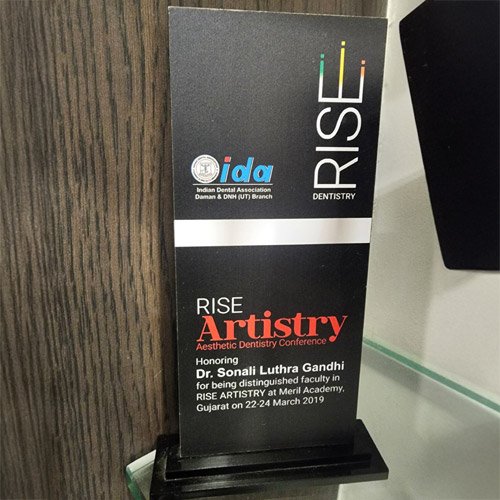 RISE
DENTISTRY
ida
Indian Dental Association
Daman & DNH (UT) Branch
RISE
Artistry
Aesthetic Dentistry Conference
Honoring
Dr. Sonali Luthra Gandhi
for being distinguished faculty in
RISE ARTISTRY at Meril Academy,
Gujarat on 22-24 March 2019